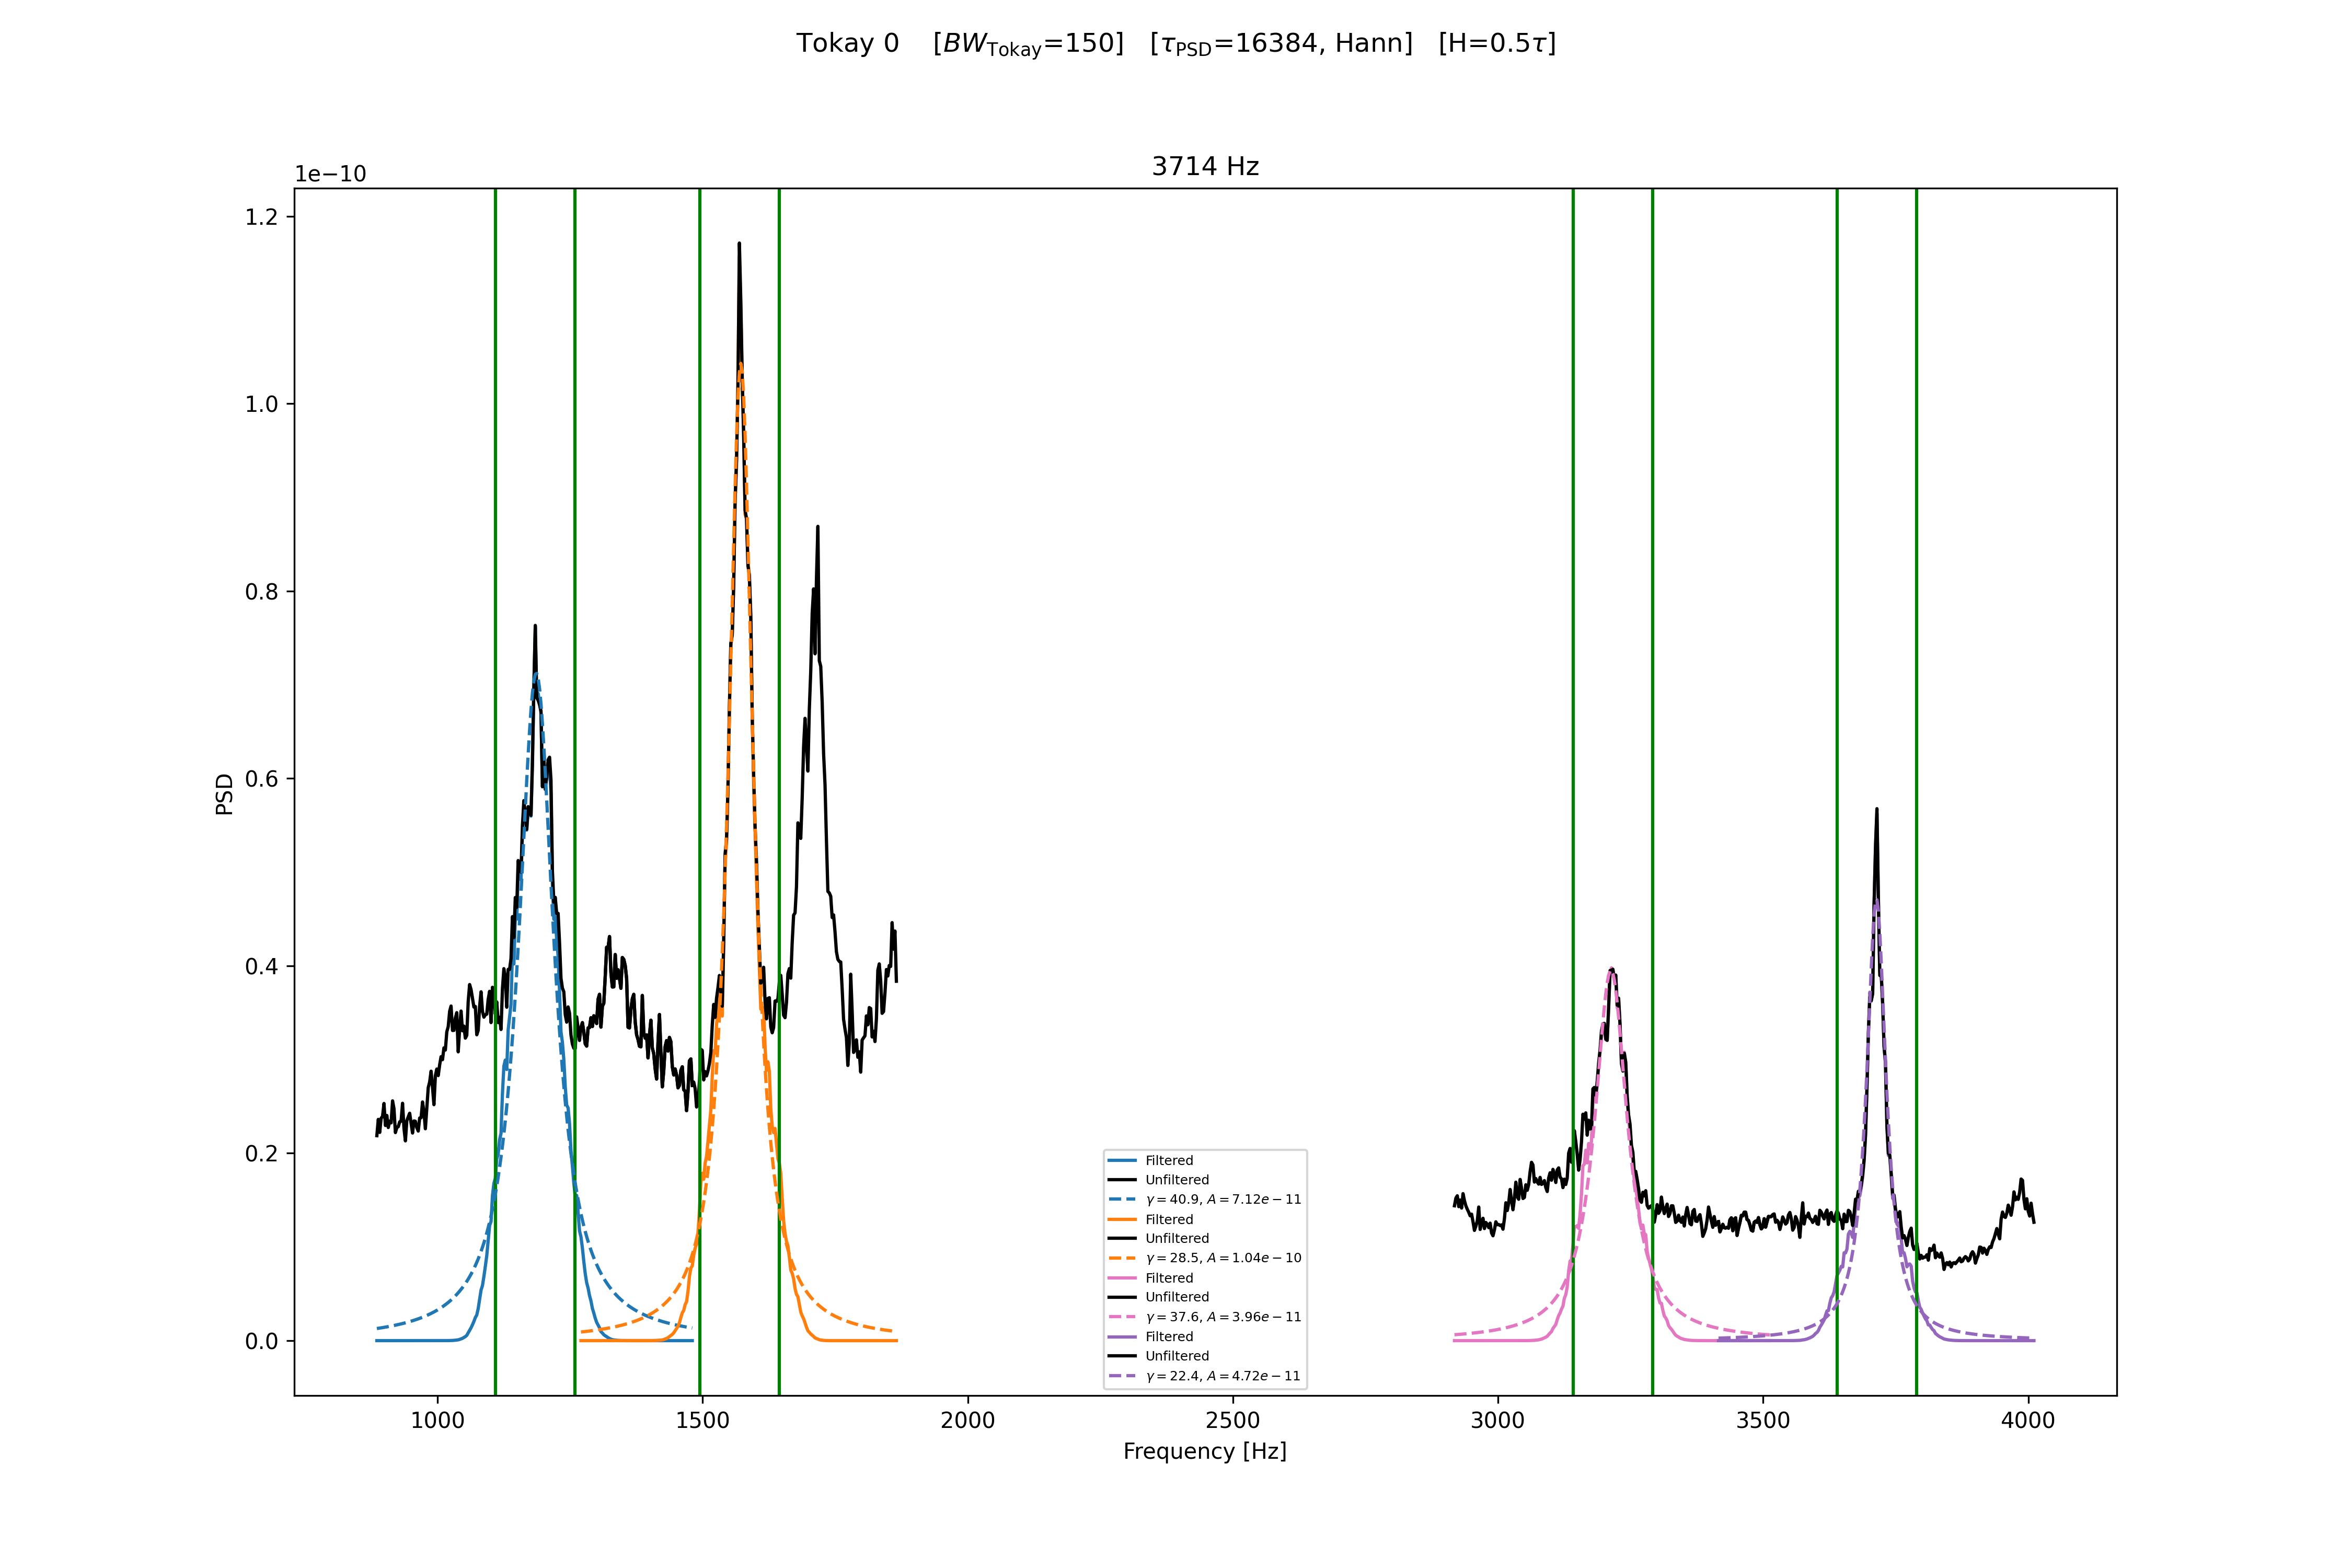 Tokay 0 [BW_Tokay=150] [τ_PSD=16384, Hann] [H=0.5τ]
3714 Hz
1e−10
1.2
1.0
0.8
0.6
0.4
0.2
0.0
PSD
Filtered
Unfiltered
γ = 40.9, A = 7.12e − 11
Filtered
Unfiltered
γ = 28.5, A = 1.04e − 10
Filtered
Unfiltered
γ = 37.6, A = 3.96e − 11
Filtered
Unfiltered
γ = 22.4, A = 4.72e − 11
1000 1500 2000 2500 3000 3500 4000
Frequency [Hz]